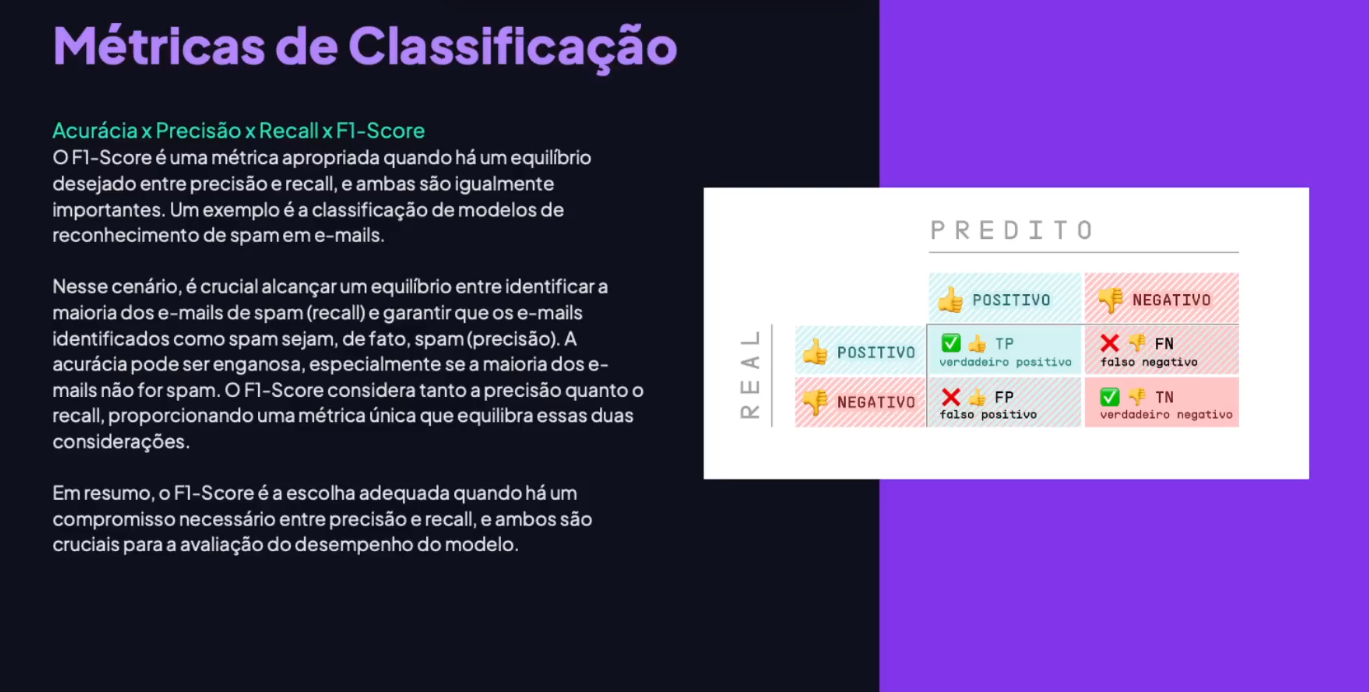 Métricas de Classificação
Acurácia x Precisão x Recall x F1-Score
O F1-Score é uma métrica apropriada quando há um equilíbrio
desejado entre precisão e recall, e ambas são igualmente
importantes. Um exemplo é a classificação de modelos de
reconhecimento de spam em e-mails.
Nesse cenário, é crucial alcançar um equilíbrio entre identificar a
maioria dos e-mails de spam (recall) e garantir que os e-mails
identificados como spam sejam, de fato, spam (precisão). A
acurácia pode ser enganosa, especialmente se a maioria dos e-
mails não for spam. O F1-Score considera tanto a precisão quanto o
recall, proporcionando uma métrica única que equilibra essas duas
considerações.
Em resumo, o F1-Score é a escolha adequada quando há um
compromisso necessário entre precisão e recall, e ambos são
cruciais para a avaliação do desempenho do modelo.
PREDITO
👍 POSITIVO 👎 NEGATIVO
REAL
👍 POSITIVO ✅ 👍 TP ❌ 👎 FN
verdadeiro positivo falso negativo
👎 NEGATIVO ❌ 👍 FP ✅ 👎 TN
falso positivo verdadeiro negativo